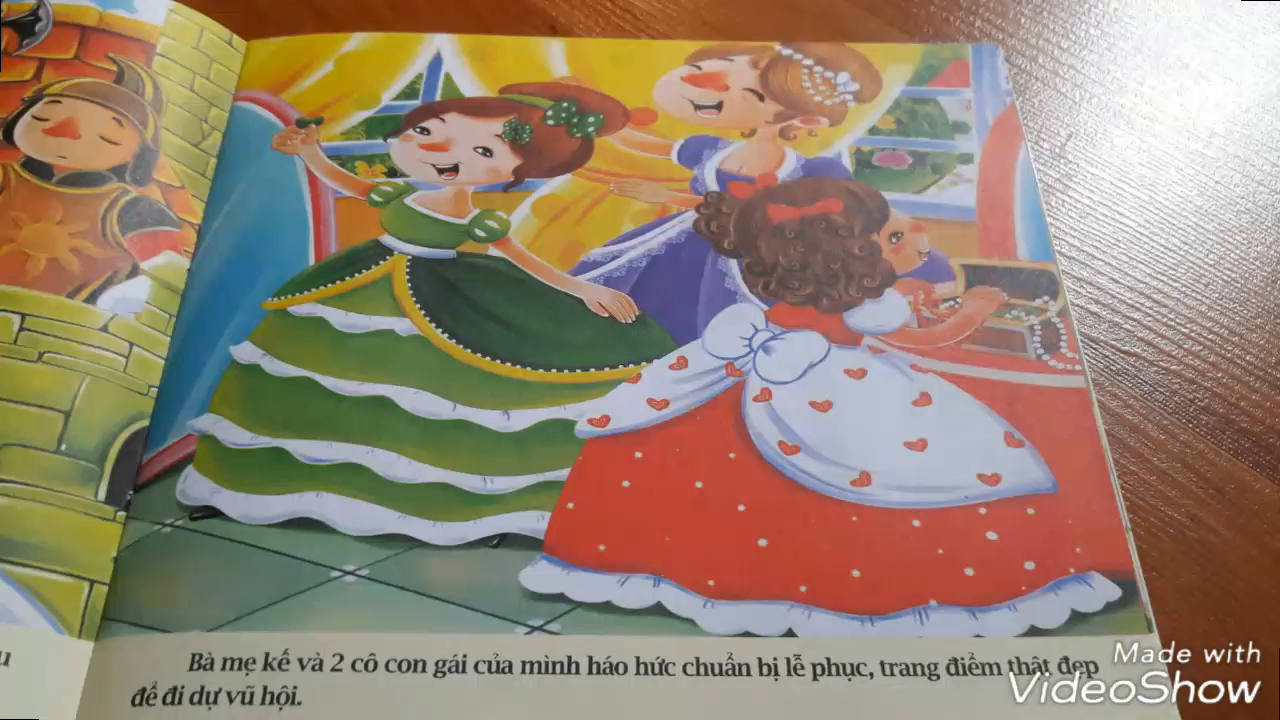 Bà mẹ kế và 2 cô con gái của mình háo hức chuẩn bị lễ phục, trang điểm thật đẹp
để đi dự vũ hội.
Made with
VideoShow